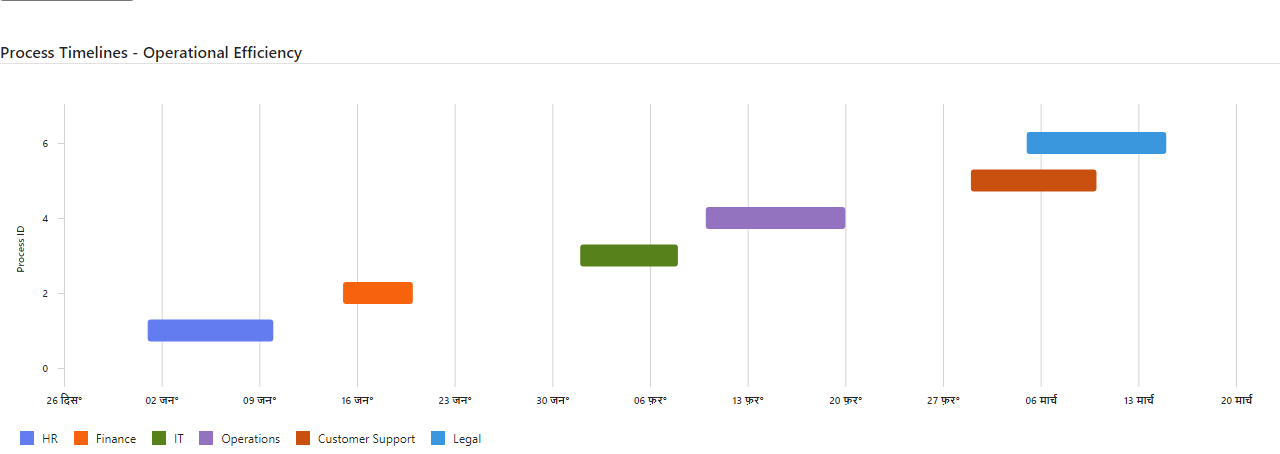 Process Timelines - Operational Efficiency
6
4
2
0
Process ID
26 दिस॰ 02 जन॰ 09 जन॰ 16 जन॰ 23 जन॰ 30 जन॰ 06 फ़र॰ 13 फ़र॰ 20 फ़र॰ 27 फ़र॰ 06 मार्च 13 मार्च 20 मार्च
HR Finance IT Operations Customer Support Legal